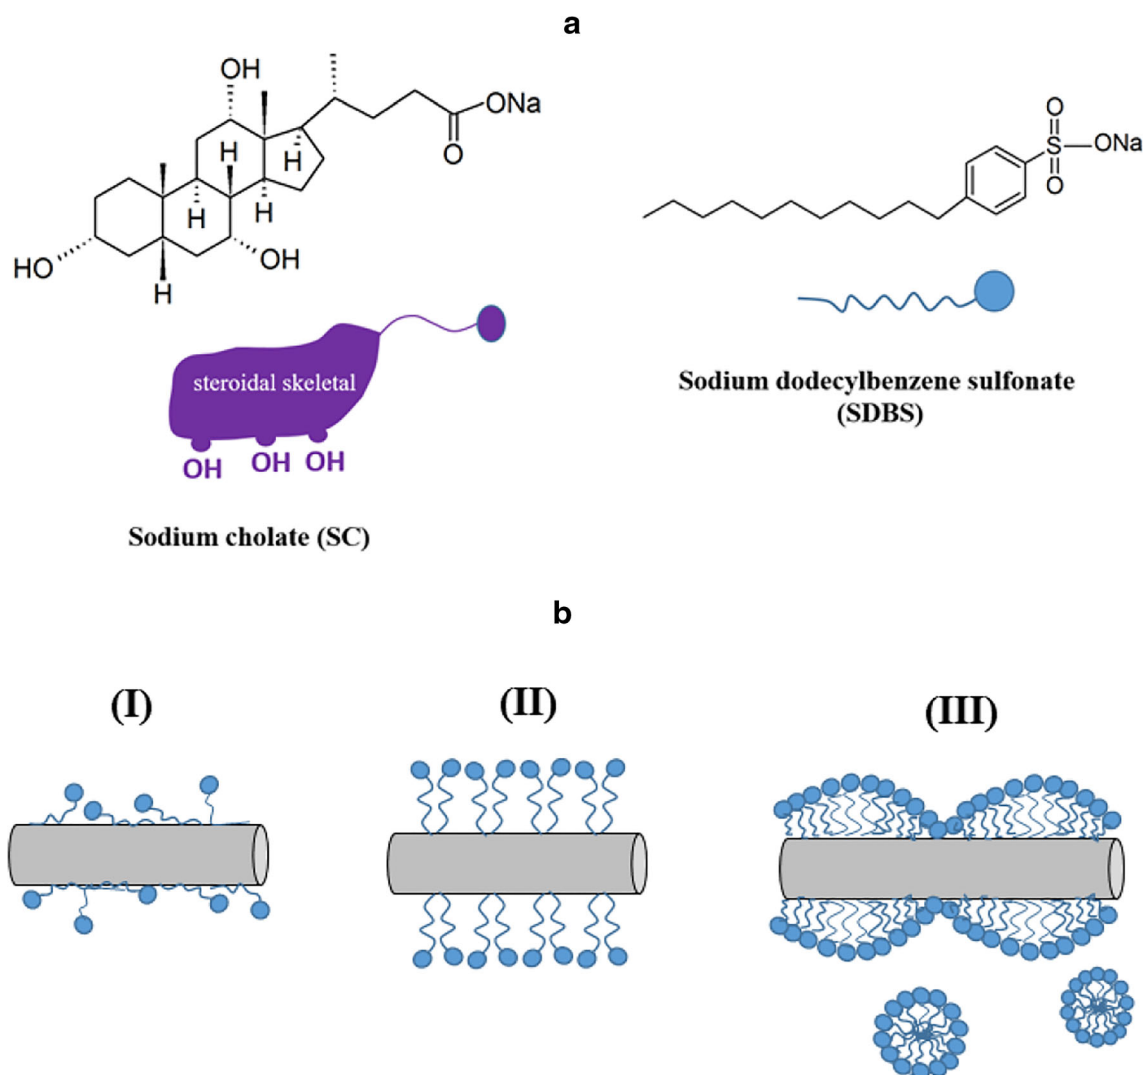 a
OH
ONa
O
H
H
H
H
HO
OH
H
O
S
ONa
O
steroidal skeletal
OH OH OH
Sodium cholate (SC)
Sodium dodecylbenzene sulfonate
(SDBS)
b
(I)
(II)
(III)